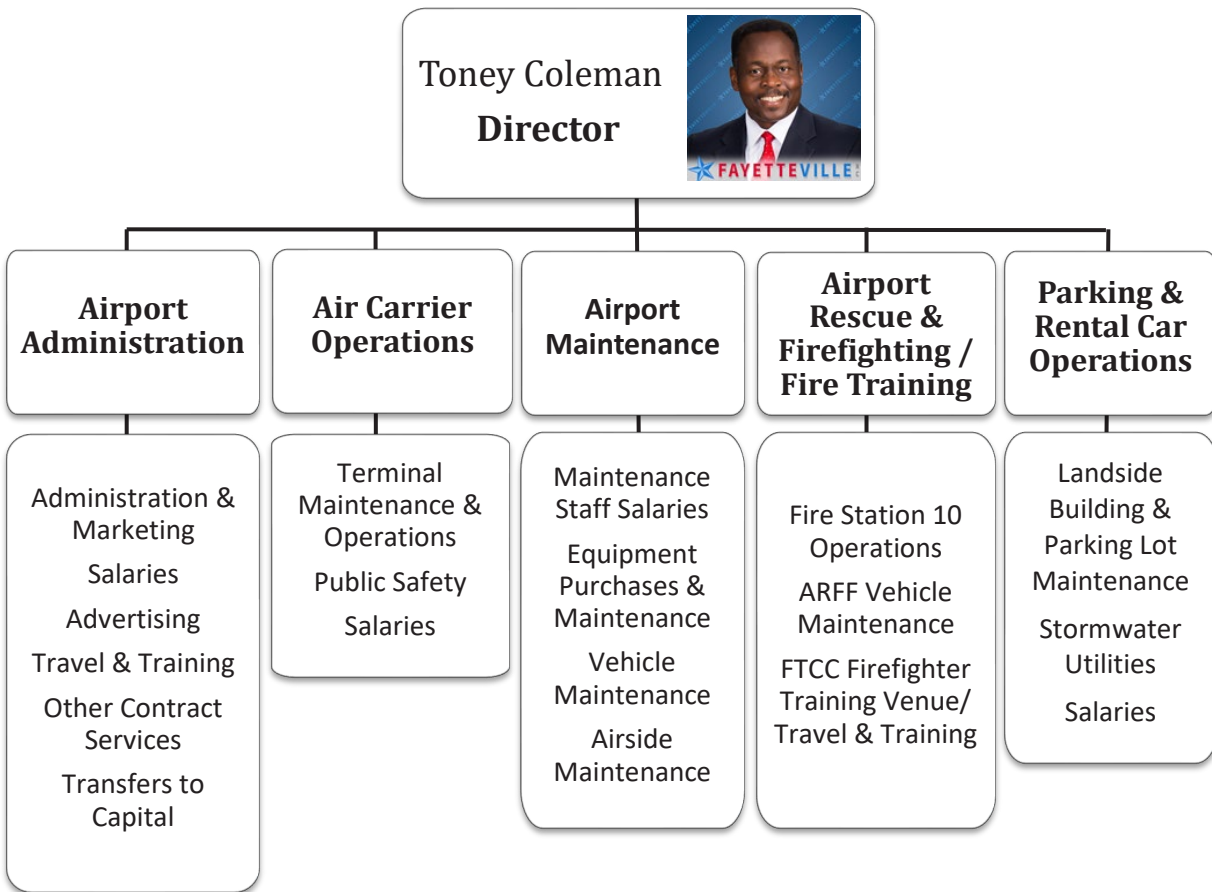 Toney Coleman
Director
FAYETTEVILLE
Airport
Administration
Air Carrier
Operations
Airport
Maintenance
Airport
Rescue &
Firefighting /
Fire Training
Parking &
Rental Car
Operations
Administration &
Marketing
Salaries
Advertising
Travel & Training
Other Contract
Services
Transfers to
Capital
Terminal
Maintenance &
Operations
Public Safety
Salaries
Maintenance
Staff Salaries
Equipment
Purchases &
Maintenance
Vehicle
Maintenance
Airside
Maintenance
Fire Station 10
Operations
ARFF Vehicle
Maintenance
FTCC Firefighter
Training Venue/
Travel & Training
Landside
Building &
Parking Lot
Maintenance
Stormwater
Utilities
Salaries